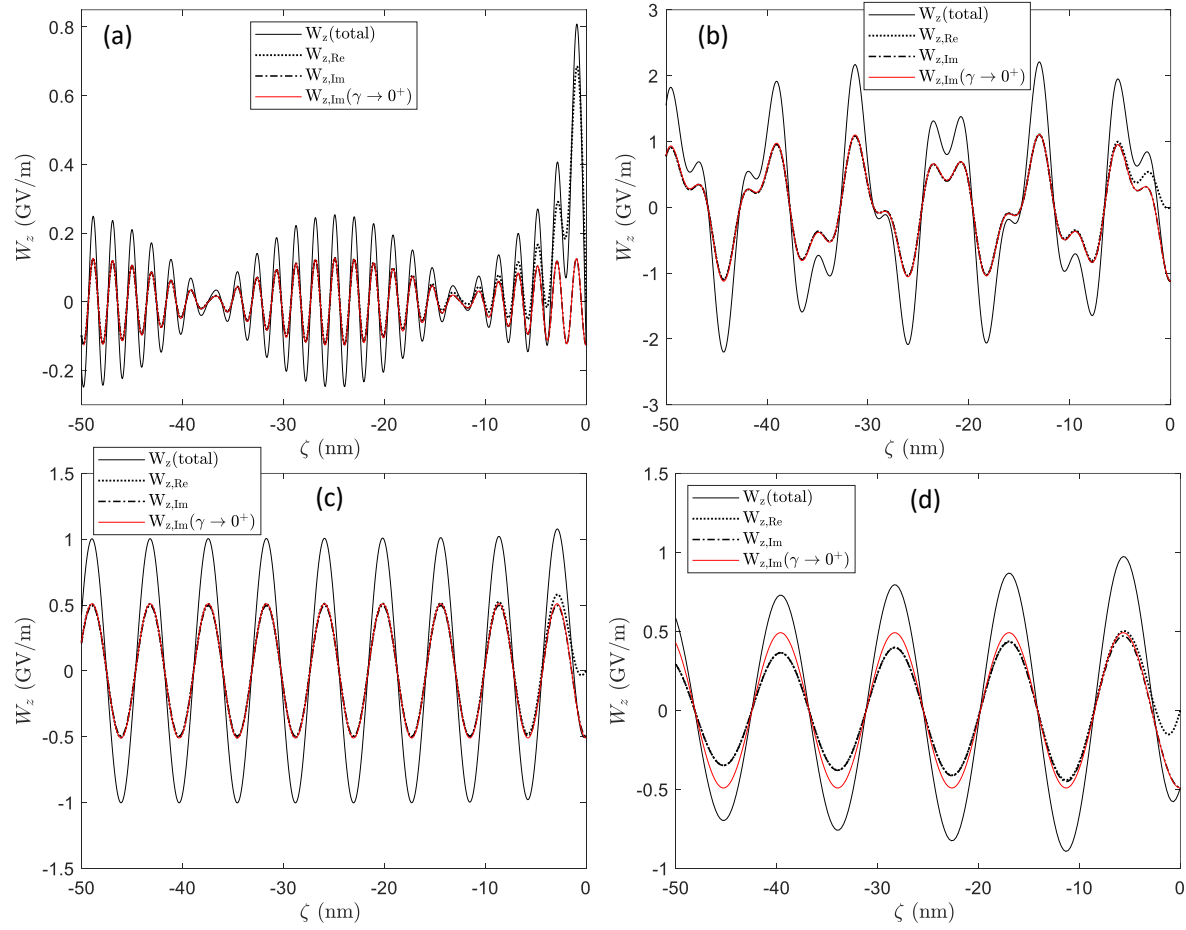 (a)
W_z(total)
W_z,Re
W_z,Im
W_z,Im(γ → 0⁺)
W_z (GV/m)
0.8
0.6
0.4
0.2
0
-0.2
-50 -40 -30 -20 -10 0
ζ (nm)
(b)
W_z(total)
W_z,Re
W_z,Im
W_z,Im(γ → 0⁺)
W_z (GV/m)
3
2
1
0
-1
-2
-3
-50 -40 -30 -20 -10 0
ζ (nm)
(c)
W_z(total)
W_z,Re
W_z,Im
W_z,Im(γ → 0⁺)
W_z (GV/m)
1.5
1
0.5
0
-0.5
-1
-1.5
-50 -40 -30 -20 -10 0
ζ (nm)
(d)
W_z(total)
W_z,Re
W_z,Im
W_z,Im(γ → 0⁺)
W_z (GV/m)
1.5
1
0.5
0
-0.5
-1
-50 -40 -30 -20 -10 0
ζ (nm)